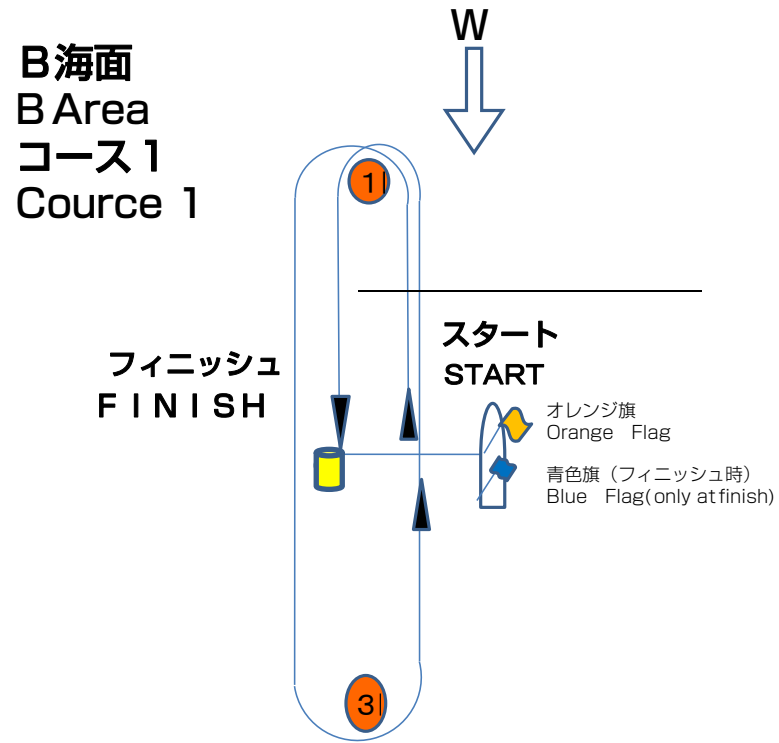 W
B海面
B Area
コース1
Cource 1
1
スタート
START
フィニッシュ
ＦＩＮＩＳＨ
オレンジ旗
Orange Flag
青色旗（フィニッシュ時）
Blue Flag(only at finish)
3